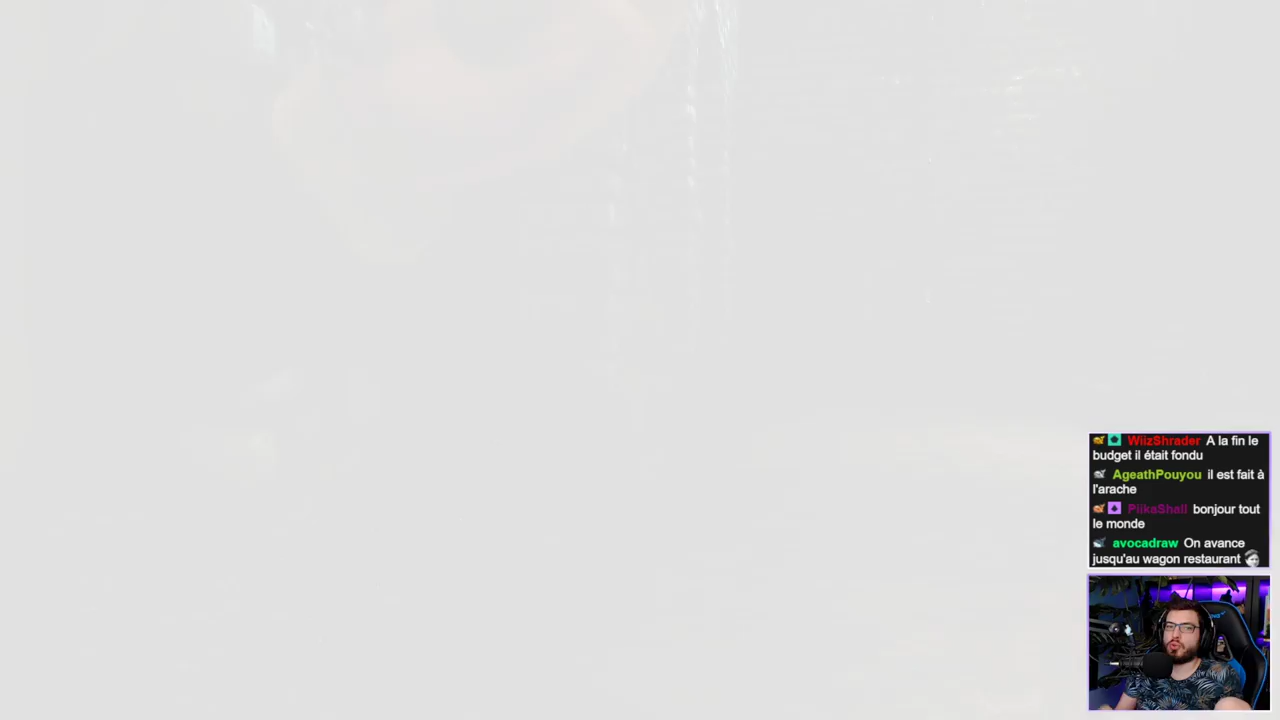 WiizShrader A la fin le
budget il était fondu
AgeathPouyou il est fait à
l'arache
PiikaShall bonjour tout
le monde
avocadraw On avance
jusqu'au wagon restaurant